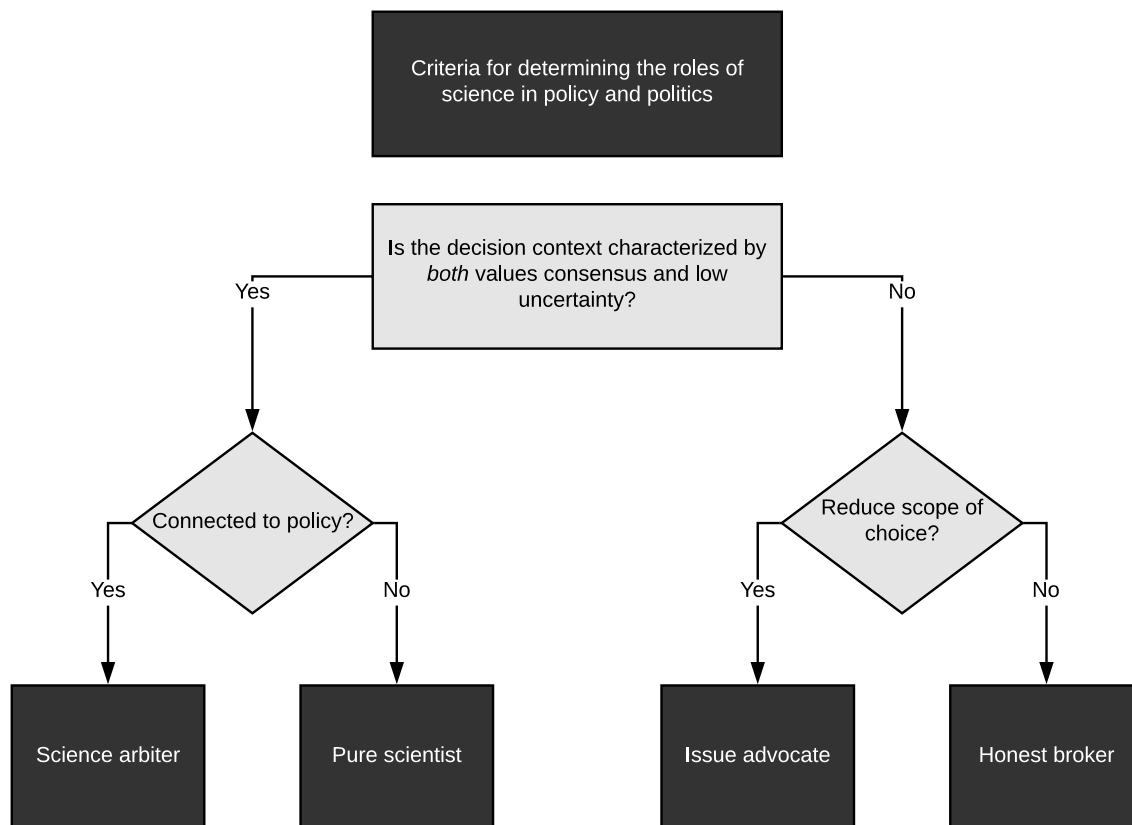 Criteria for determining the roles of
science in policy and politics
Is the decision context characterized by
both values consensus and low
uncertainty?
Yes
No
Connected to policy?
Reduce scope of
choice?
Yes
No
Yes
No
Science arbiter
Pure scientist
Issue advocate
Honest broker